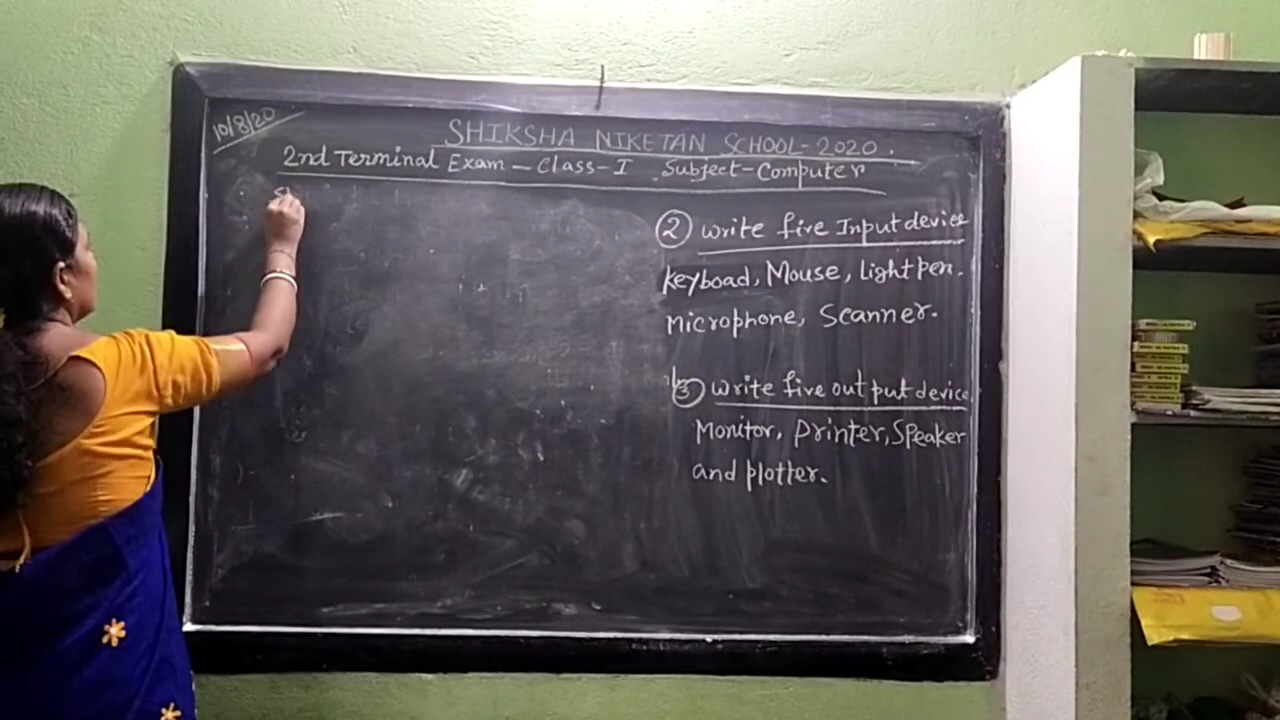 10/8/20
SHIKSHA NIKETAN SCHOOL-2020.
2nd Terminal Exam - Class-I Subject-Computer
② write five Input device
keyboad, Mouse, Light pen.
Microphone, Scanner.
③ write five out put device
Monitor, printer, Speaker
and plotter.